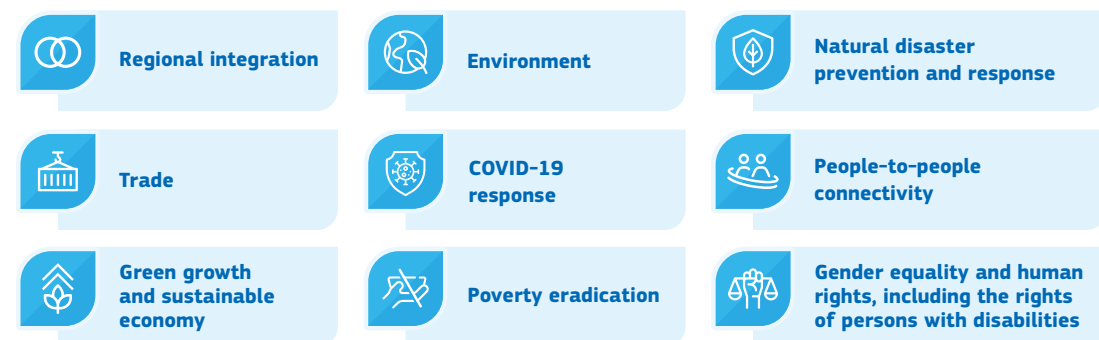 Regional integration
Environment
Natural disaster
prevention and response
Trade
COVID-19
response
People-to-people
connectivity
Green growth
and sustainable
economy
Poverty eradication
Gender equality and human
rights, including the rights
of persons with disabilities